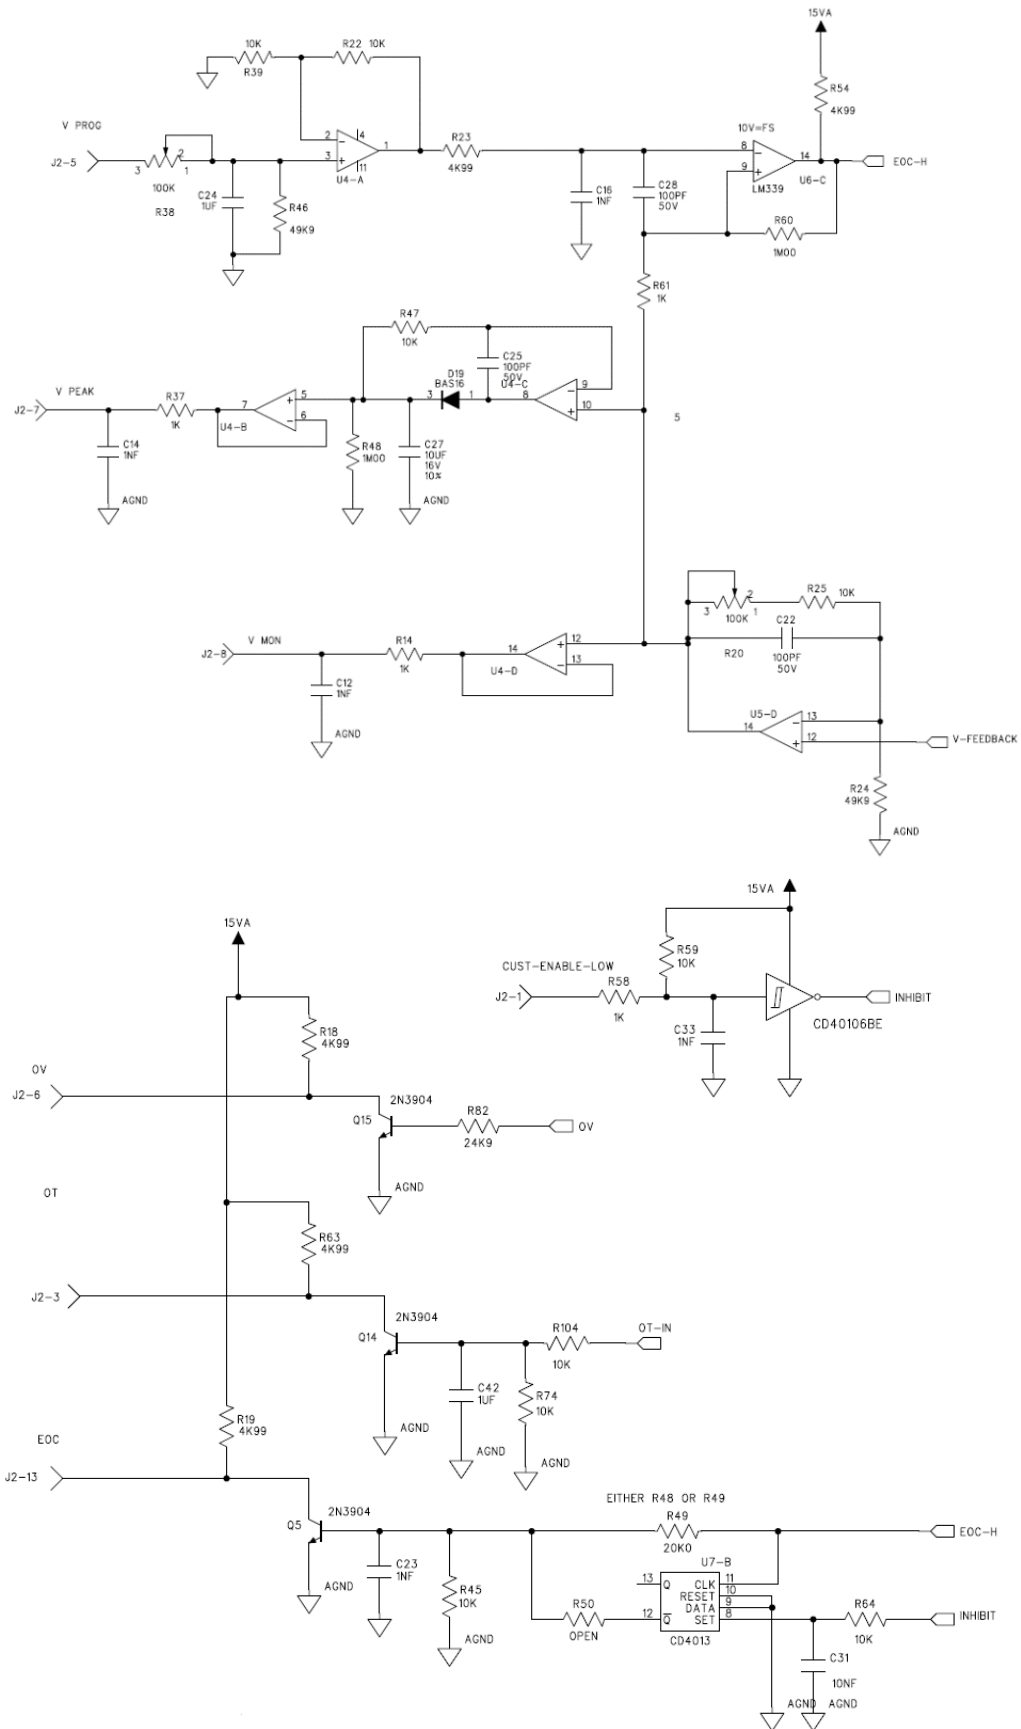 15VA
10K
R39
R22 10K
R54
4K99
V PROG
J2-5
3
2
1
100K
R38
C24
1UF
R46
49K9
2
3
4
11
1
U4-A
R23
4K99
C16
1NF
C28
100PF
50V
10V=FS
8
9
14
LM339
U6-C
EOC-H
R60
1M00
R61
1K
R47
10K
C25
100PF
50V
D19
BAS16
3
1
8
U4-C
9
10
5
V PEAK
J2-7
R37
1K
7
U4-B
5
6
C14
1NF
AGND
R48
1M00
C27
10UF
16V
10%
AGND
V MON
J2-8
R14
1K
C12
1NF
AGND
14
U4-D
12
13
3
2
1
100K
R20
R25
10K
C22
100PF
50V
U5-D
14
13
12
V-FEEDBACK
R24
49K9
AGND
15VA
CUST-ENABLE-LOW
J2-1
R58
1K
R59
10K
C33
1NF
CD40106BE
INHIBIT
15VA
R18
4K99
OV
J2-6
2N3904
Q15
R82
24K9
OV
AGND
OT
R63
4K99
J2-3
2N3904
Q14
R104
10K
OT-IN
C42
1UF
R74
10K
AGND
AGND
AGND
R19
4K99
EOC
J2-13
2N3904
Q5
AGND
C23
1NF
R45
10K
AGND
EITHER R48 OR R49
R49
20K0
EOC-H
U7-B
13
Q
CLK
11
RESET
10
DATA
9
SET
8
12
Q̅
CD4013
R50
OPEN
R64
10K
INHIBIT
C31
10NF
AGND
AGND